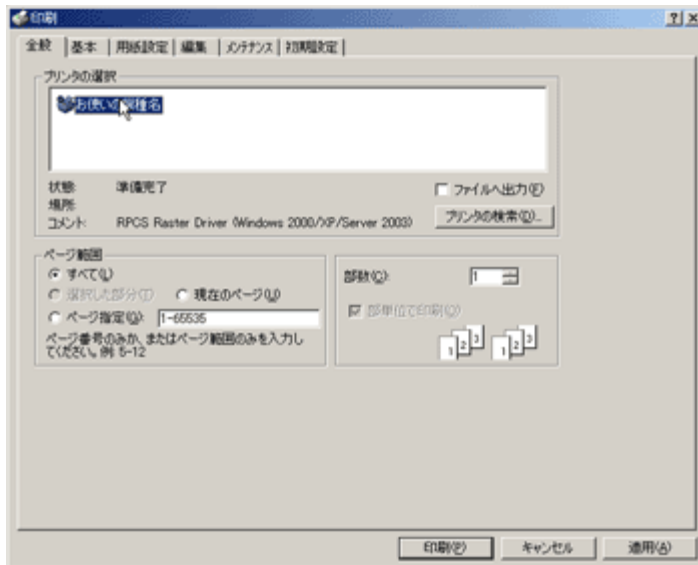 印刷
全般 基本 用紙設定 編集 メンテナンス 初期設定
プリンタの選択
お使いの機種名
状態: 準備完了
場所:
コメント: RPCS Raster Driver (Windows 2000/XP/Server 2003)
ファイルへ出力(F)
プリンタの検索(D)...
ページ範囲
すべて(L)
選択した部分(T) 現在のページ(U)
ページ指定(G): 1-65535
ページ番号のみか、またはページ範囲のみを入力し
てください。例 5-12
部数(C): 1
部単位で印刷(O)
1 2 3 1 2 3
印刷(P) キャンセル 適用(A)